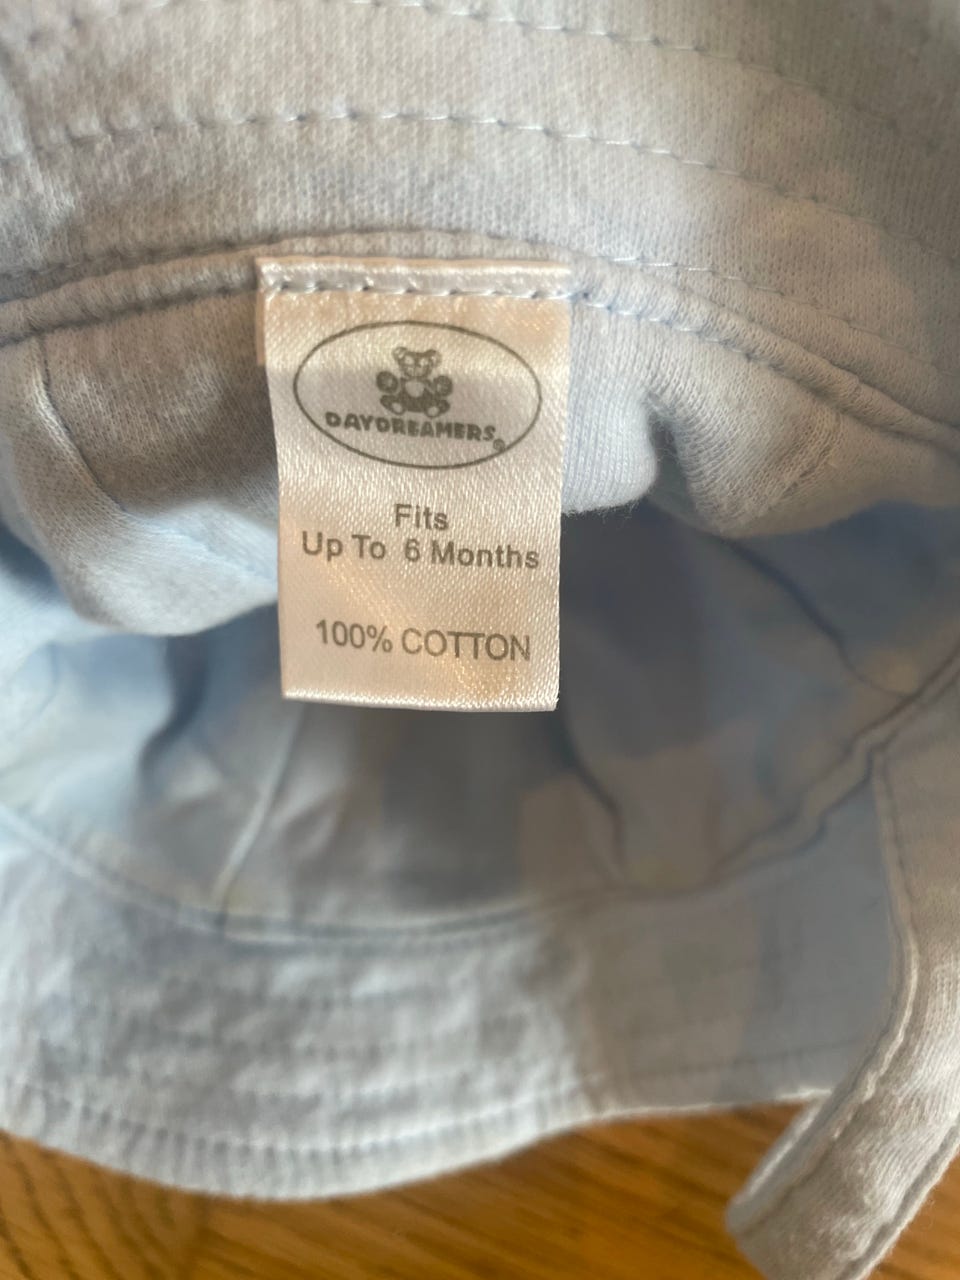 DAYDREAMERS®
Fits
Up To 6 Months
100% COTTON